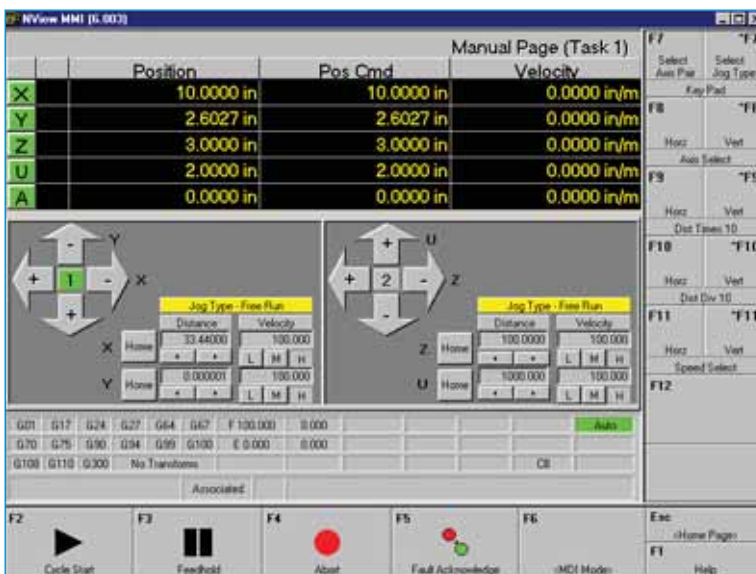 NView MMI (6.003)
Manual Page (Task 1)
Position Pos Cmd Velocity
X 10.0000 in 10.0000 in 0.0000 in/m
Y 2.6027 in 2.6027 in 0.0000 in/m
Z 3.0000 in 3.0000 in 0.0000 in/m
U 2.0000 in 2.0000 in 0.0000 in/m
A 0.0000 in 0.0000 in 0.0000 in/m
- Y
+ 1 - X
+
Jog Type - Free Run
Distance Velocity
X Home 33.44000 100.000
L M H
Y Home 0.000001 100.000
L M H
+ U
+ 2 - Z
-
Jog Type - Free Run
Distance Velocity
Z Home 100.0000 100.000
L M H
U Home 1000.000 100.000
L M H
G01 G17 G24 G27 G64 G67 F 100.000 0.000 Auto
G70 G75 G90 G94 G99 G100 E 0.000 0.000
G108 G110 G300 No Transforms
Associated
F2 Cycle Start
F3 Feedhold
F4 Abort
F5 Fault Acknowledge
F6 <MDI Mode>
F7 ^F7
Select Axis Pair Select Jog Type
Key Pad
F8 ^F8
Horz Vert
Axis Select
F9 ^F9
Horz Vert
Dist Times 10
F10 ^F10
Horz Vert
Dist Div 10
F11 ^F11
Horz Vert
Speed Select
F12
Esc
<Home Page>
F1
Help